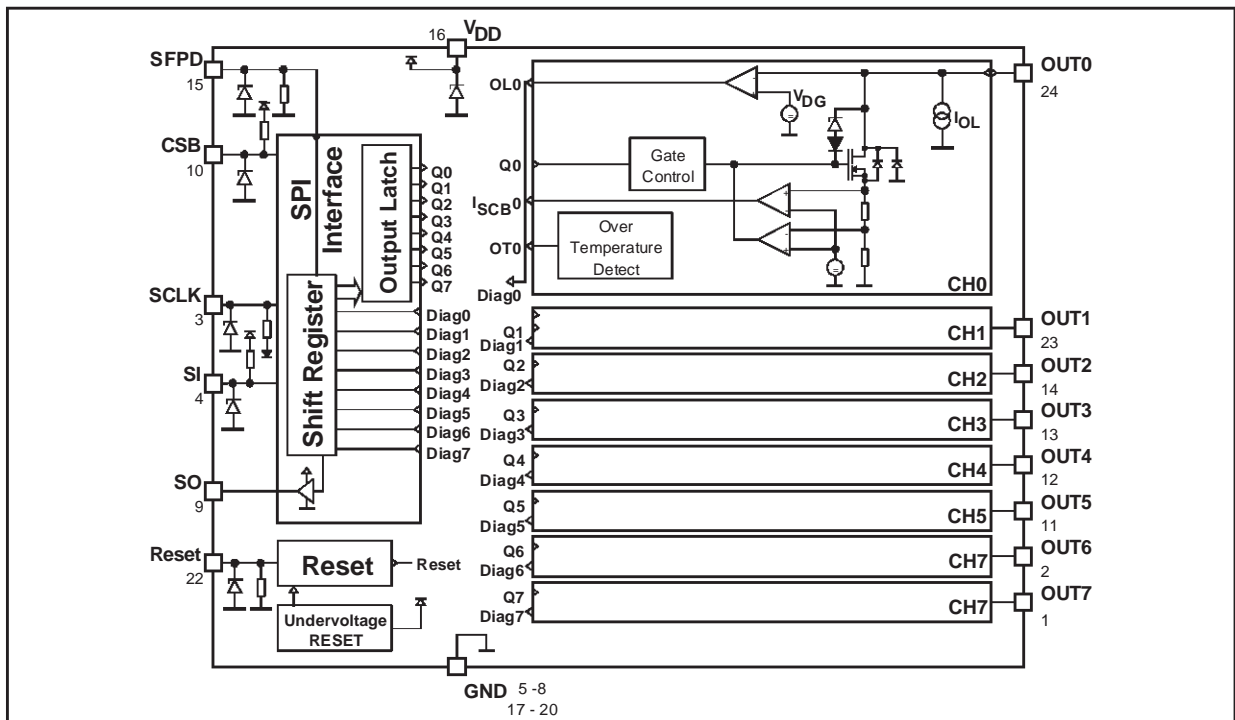 SFPD
15
16
VDD
CSB
10
SCLK
3
SI
4
SO
9
Reset
22
SPI
Interface
Shift Register
Output Latch
Q0
Q1
Q2
Q3
Q4
Q5
Q6
Q7
Diag0
Diag1
Diag2
Diag3
Diag4
Diag5
Diag6
Diag7
Reset
Reset
Undervoltage
RESET
GND
5 -8
17 - 20
OL0
VDG
IOL
Q0
Gate
Control
ISCB0
OT0
Over
Temperature
Detect
Diag0
CH0
-
+
+
-
-
+
=
=
OUT0
24
Q1
Diag1
CH1
OUT1
23
Q2
Diag2
CH2
OUT2
14
Q3
Diag3
CH3
OUT3
13
Q4
Diag4
CH4
OUT4
12
Q5
Diag5
CH5
OUT5
11
Q6
Diag6
CH7
OUT6
2
Q7
Diag7
CH7
OUT7
1